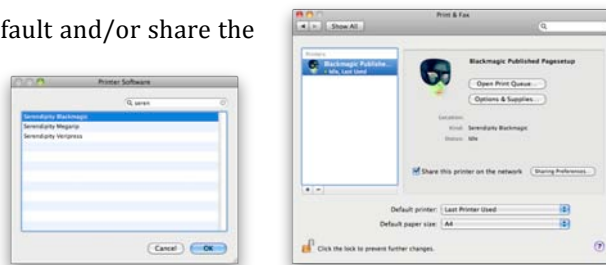 fault and/or share the
Printer Software
seren
Serendipity Blackmagic
Serendipity Megarip
Serendipity Veripress
Cancel
OK
Print & Fax
Show All
Printers
Blackmagic Publishe...
• Idle, Last Used
Blackmagic Published Pagesetup
Open Print Queue...
Options & Supplies...
Location:
Kind: Serendipity Blackmagic
Status: Idle
Share this printer on the network
Sharing Preferences...
+ −
Default printer: Last Printer Used
Default paper size: A4
Click the lock to prevent further changes.
?